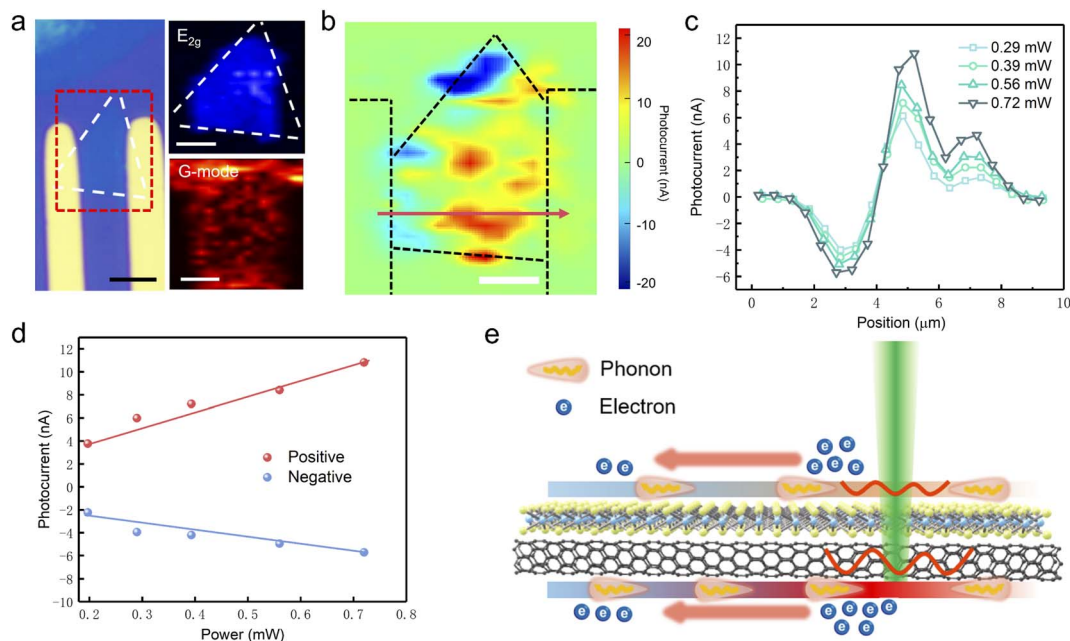 a
E2g
G-mode
b
20
10
0
-10
-20
Photocurrent (nA)
c
0.29 mW
0.39 mW
0.56 mW
0.72 mW
12
10
8
6
4
2
0
-2
-4
-6
Photocurrent (nA)
0
2
4
6
8
10
Position (μm)
d
12
10
8
6
4
2
0
-2
-4
-6
-8
-10
Photocurrent (nA)
Positive
Negative
0.2
0.3
0.4
0.5
0.6
0.7
0.8
Power (mW)
e
Phonon
e
Electron
e e
e e e e e
e e e
e e e e e e